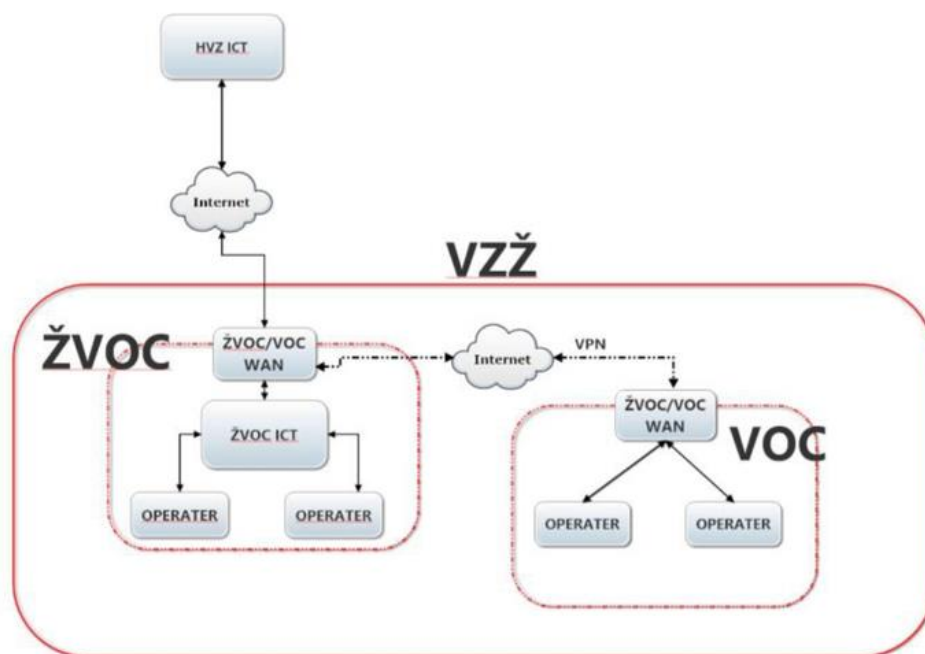 HVZ ICT
Internet
VZŽ
ŽVOC
ŽVOC/VOC
WAN
Internet
VPN
ŽVOC ICT
OPERATER
OPERATER
ŽVOC/VOC
WAN
VOC
OPERATER
OPERATER